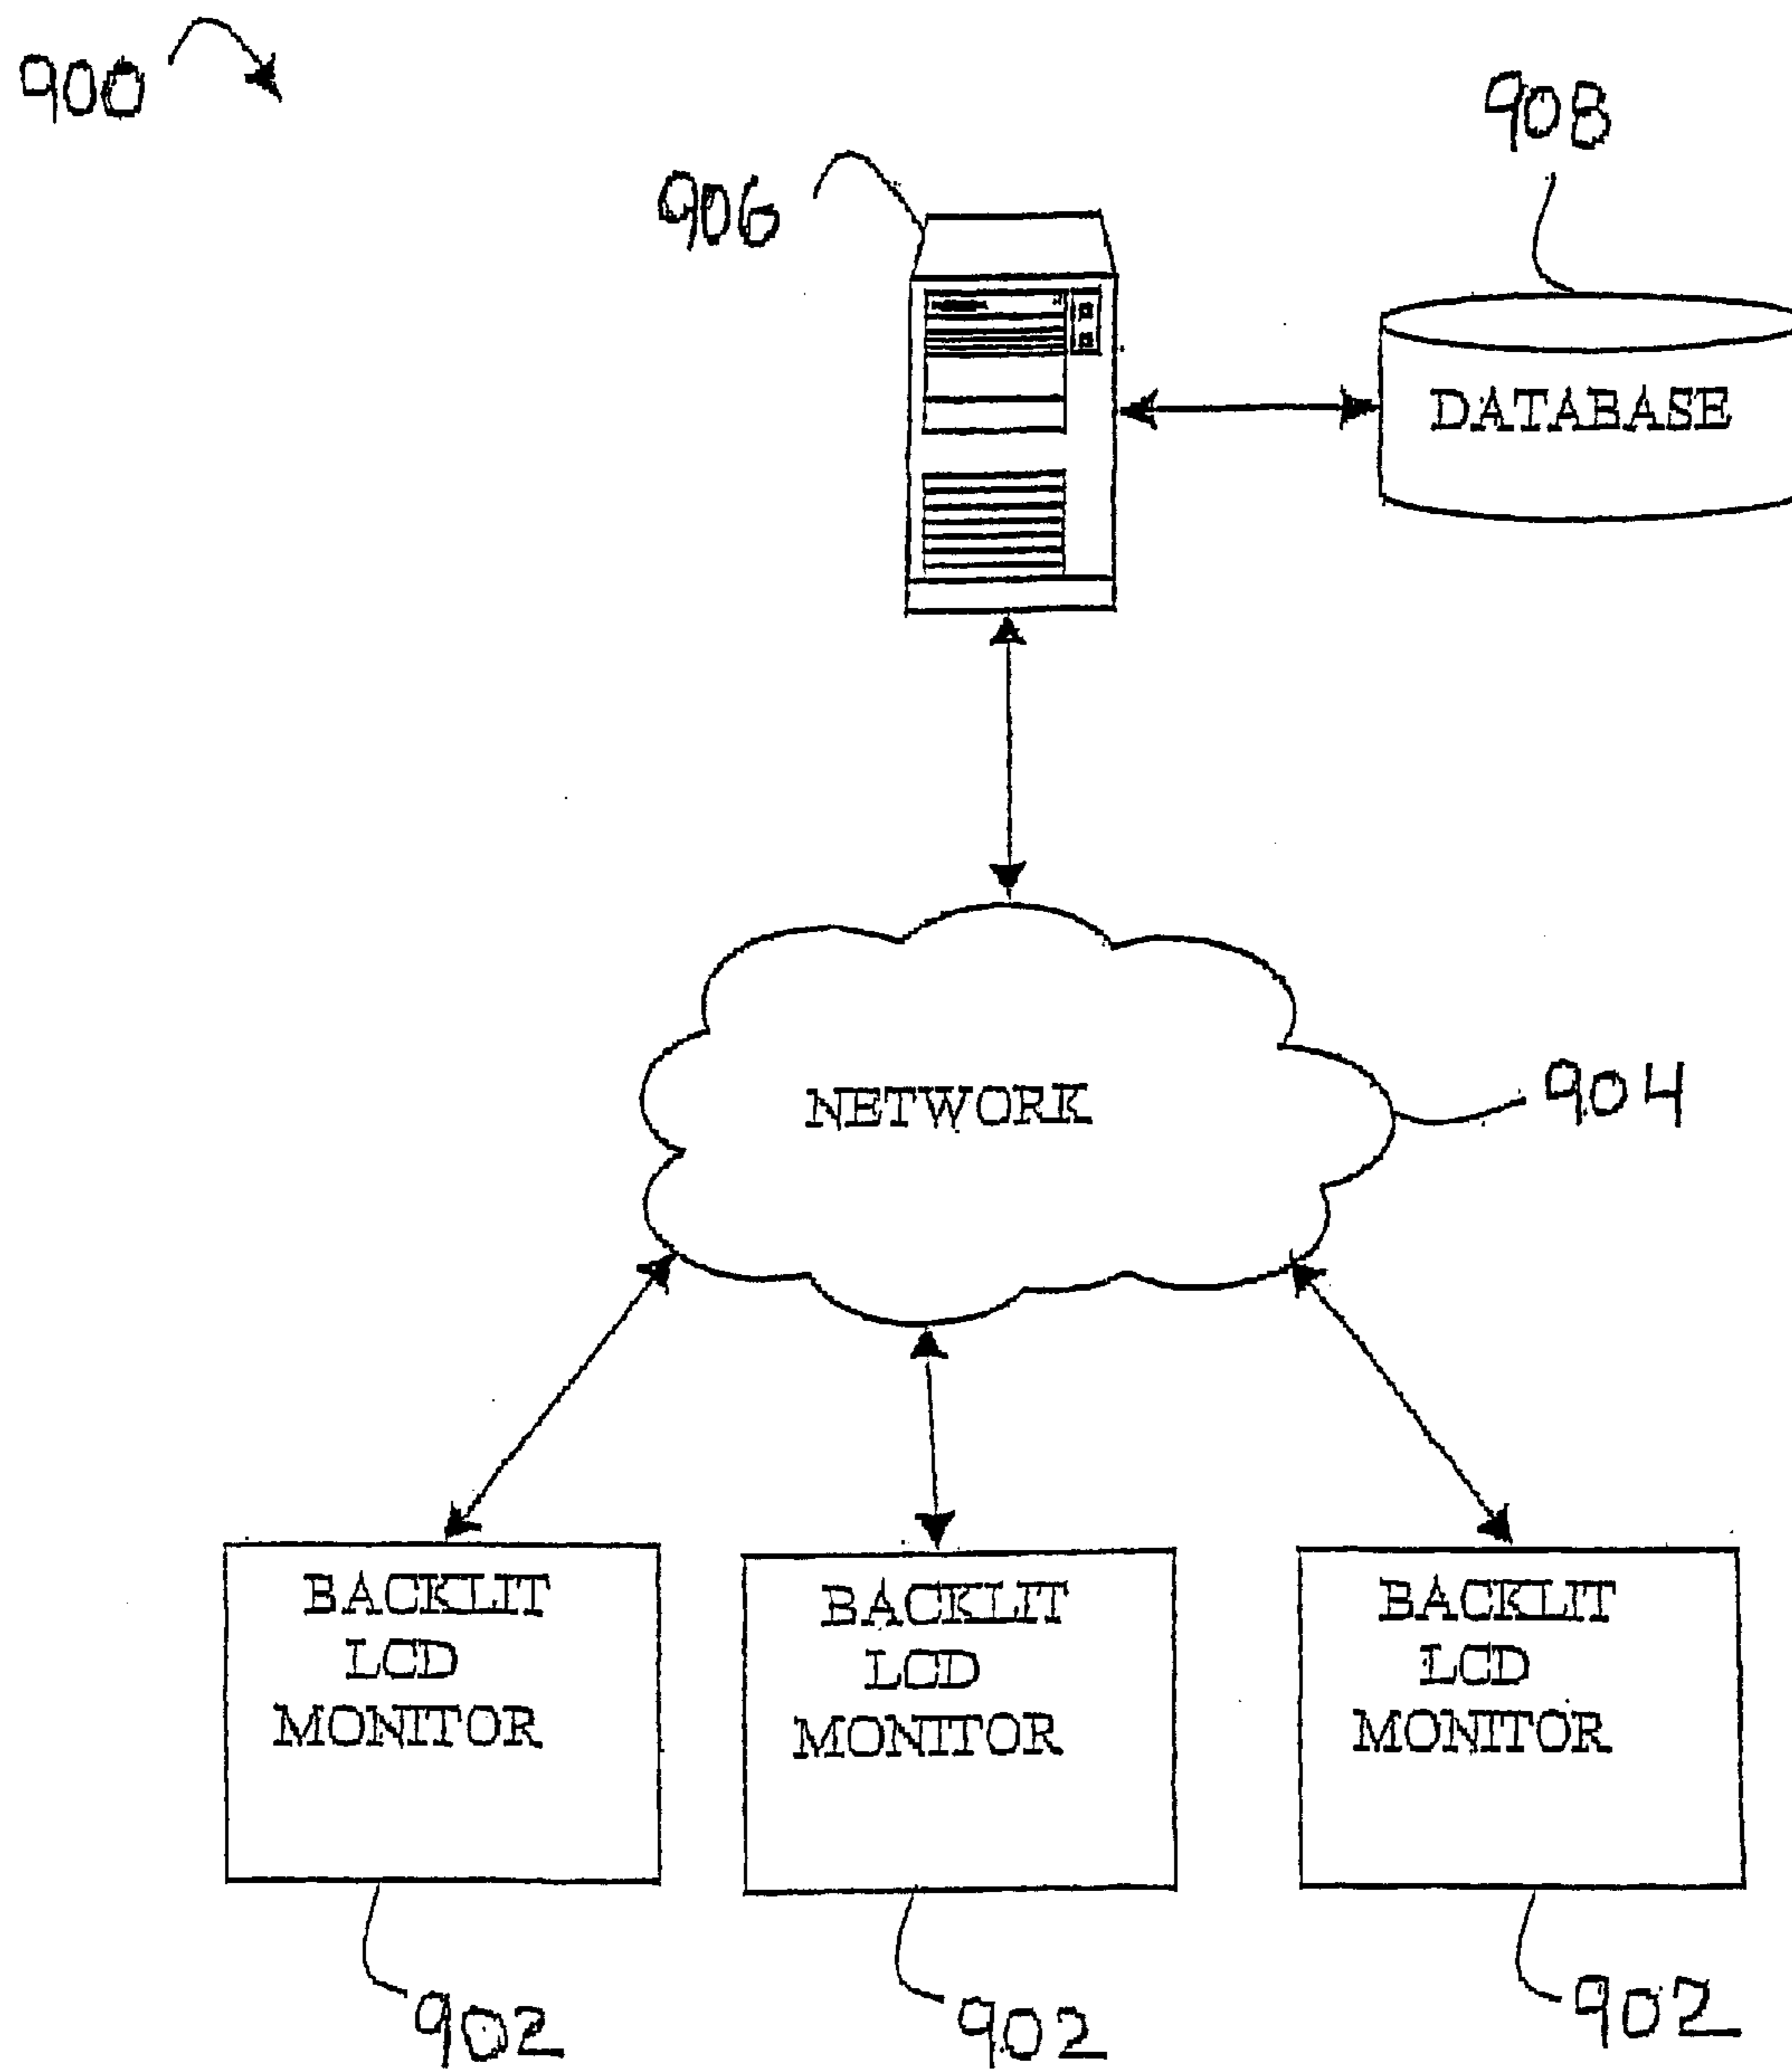 900
908
906
DATABASE
NETWORK
904
BACKLIT
LCD
MONITOR
BACKLIT
LCD
MONITOR
BACKLIT
LCD
MONITOR
902
902
902